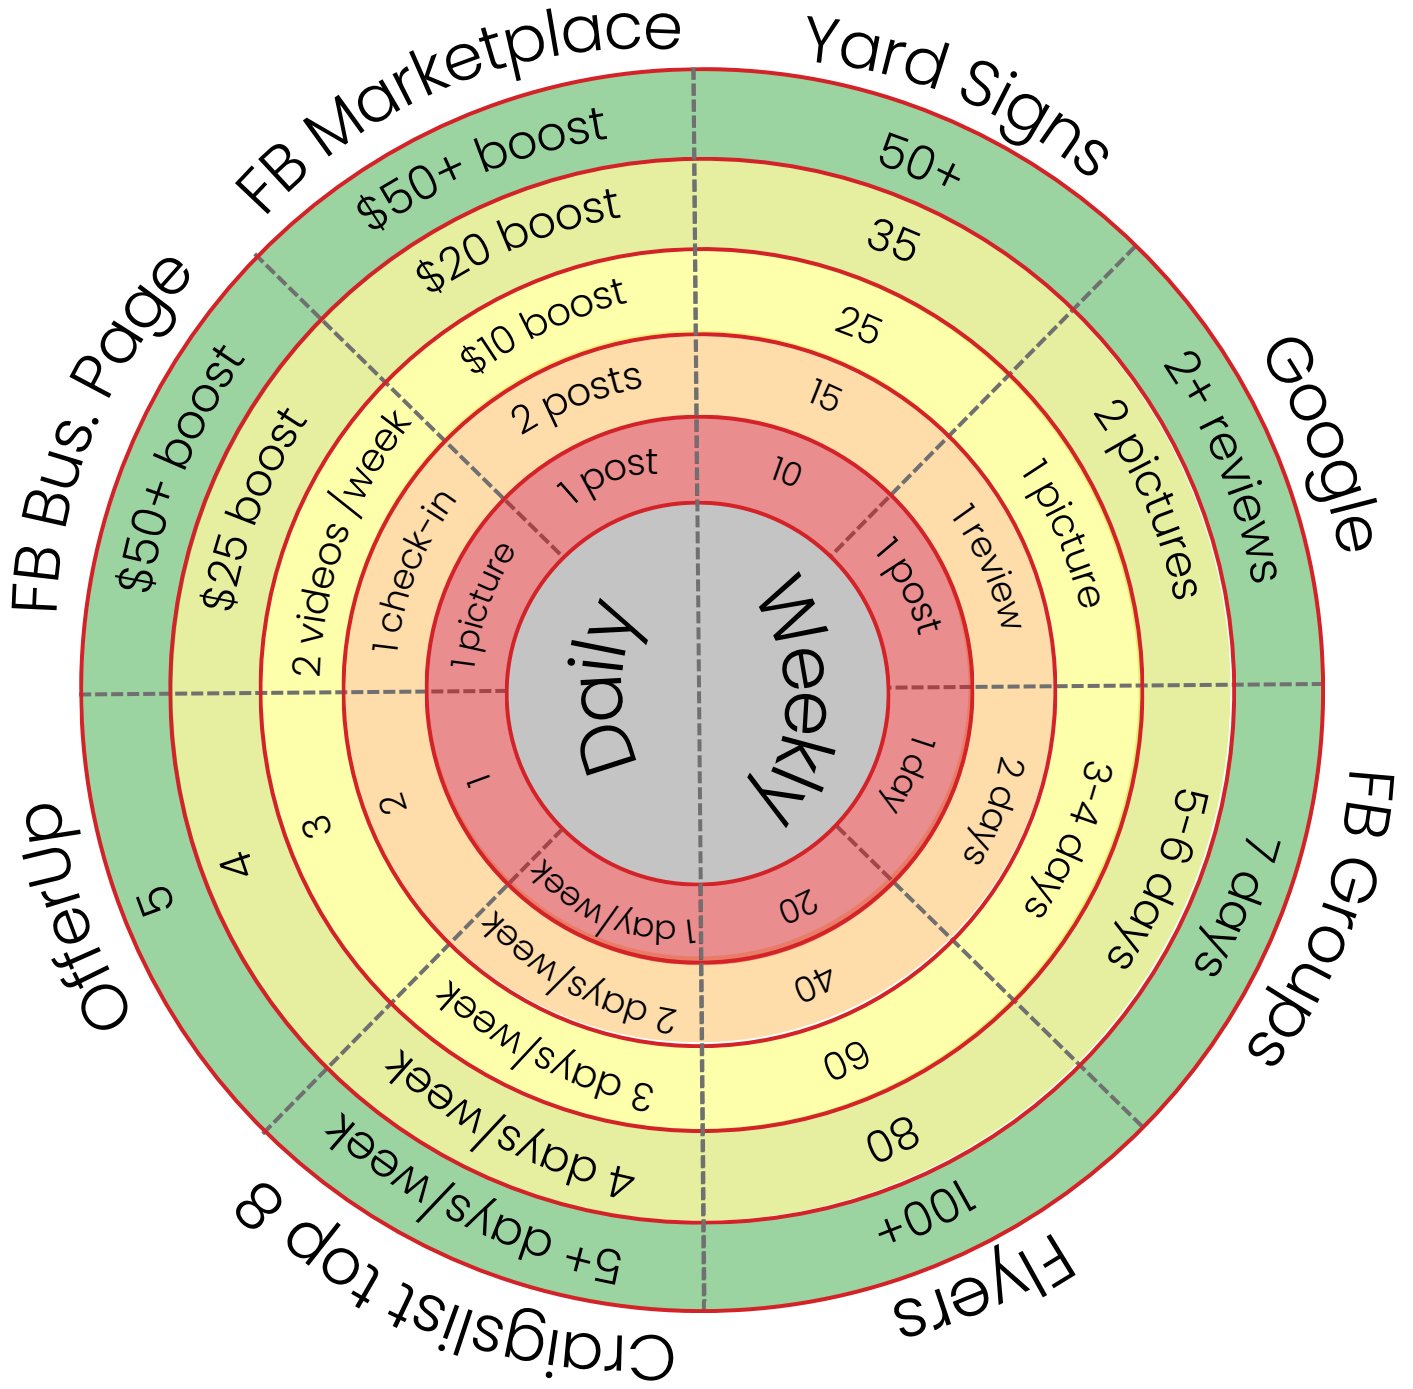 FB Marketplace
$50+ boost
$20 boost
$10 boost
2 posts
1 post
Yard Signs
50+
35
25
15
10
Google
2+ reviews
2 pictures
1 picture
1 review
1 post
FB Groups
7 days
5-6 days
3-4 days
2 days
1 day
Flyers
100+
80
60
40
20
Craigslist top 8
5+ days/week
4 days/week
3 days/week
2 days/week
1 day/week
OfferUp
5
4
3
2
1
FB Bus. Page
$50+ boost
$25 boost
2 videos /week
1 check-in
1 picture
Daily
Weekly